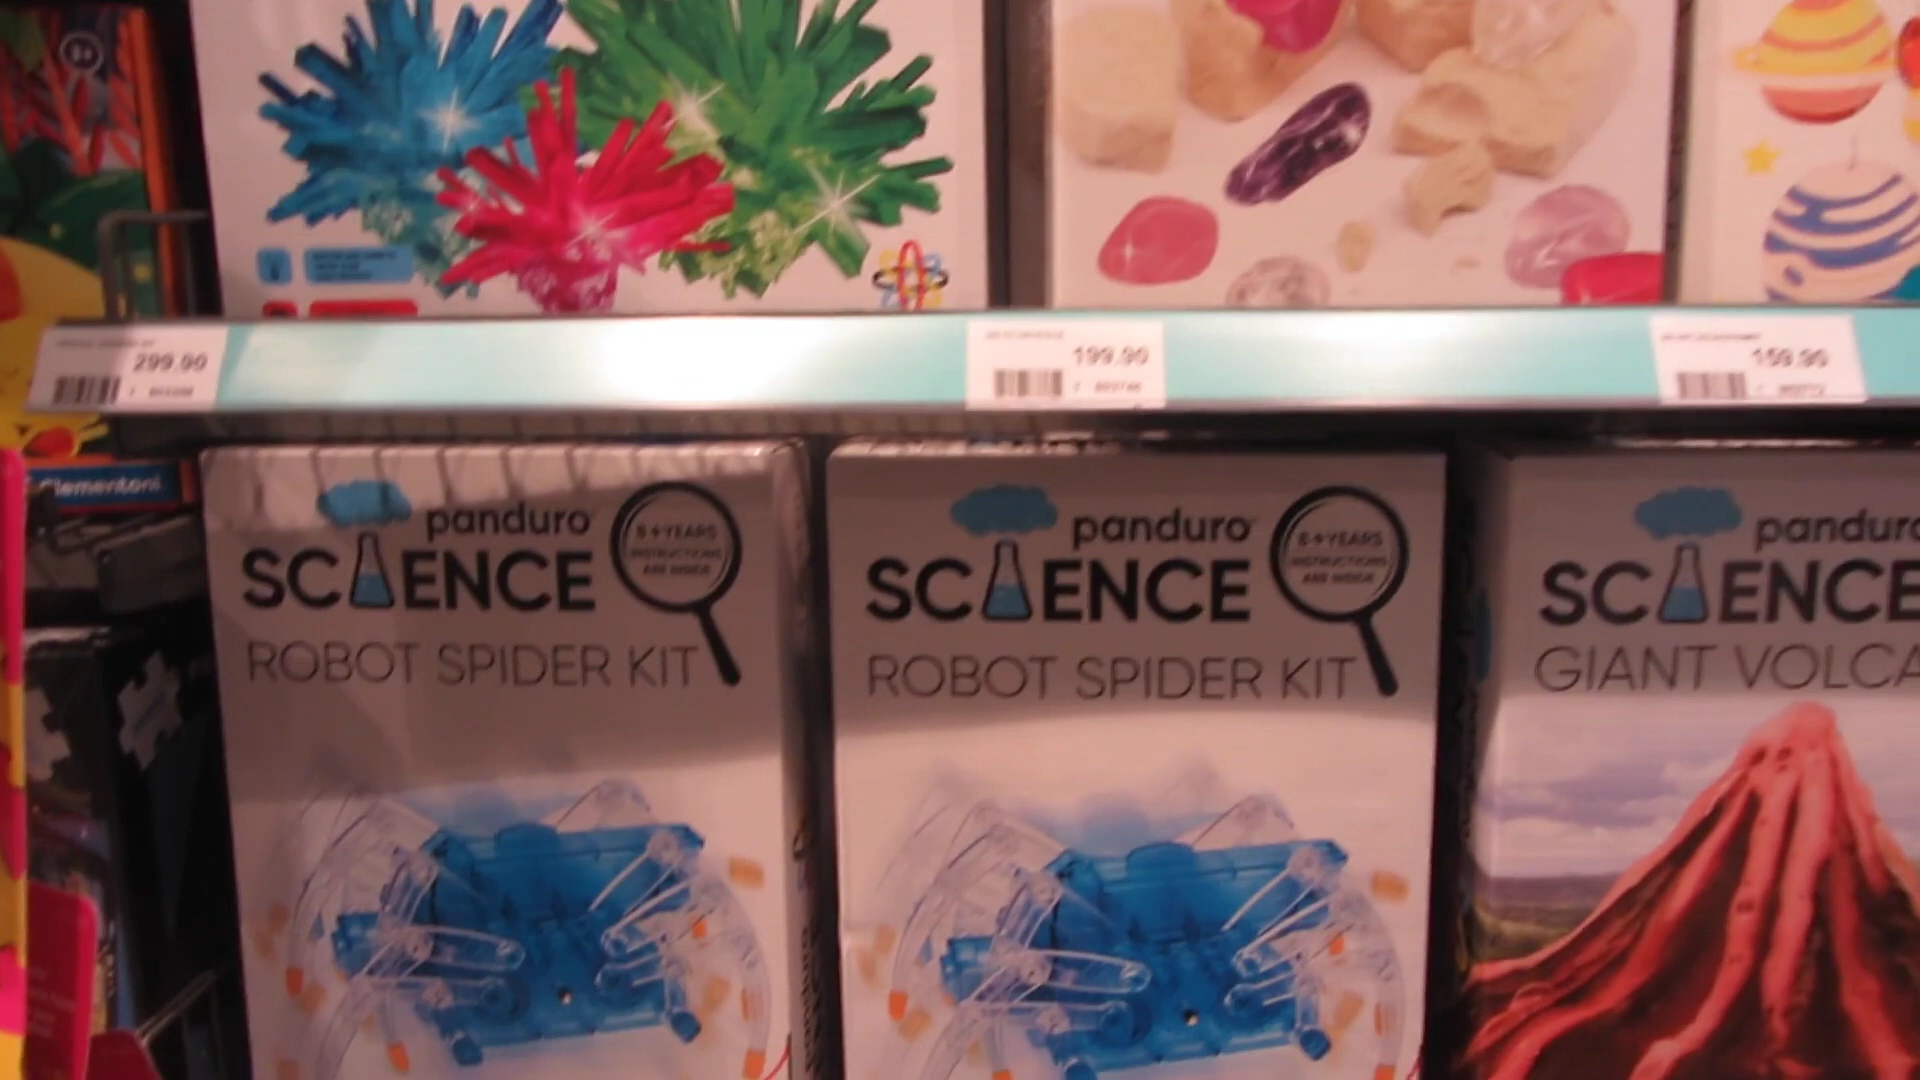 3+
299.90
199.90
159.90
Clementoni
panduro
SCIENCE
8+YEARS
INSTRUCTIONS
ARE INSIDE
ROBOT SPIDER KIT
panduro
SCIENCE
8+YEARS
INSTRUCTIONS
ARE INSIDE
ROBOT SPIDER KIT
panduro
SCIENCE
GIANT VOLCA